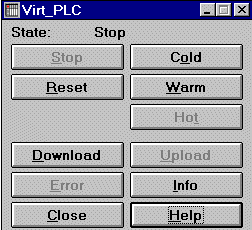 Virt_PLC
State: Stop
Stop Cold
Reset Warm
Hot
Download Upload
Error Info
Close Help